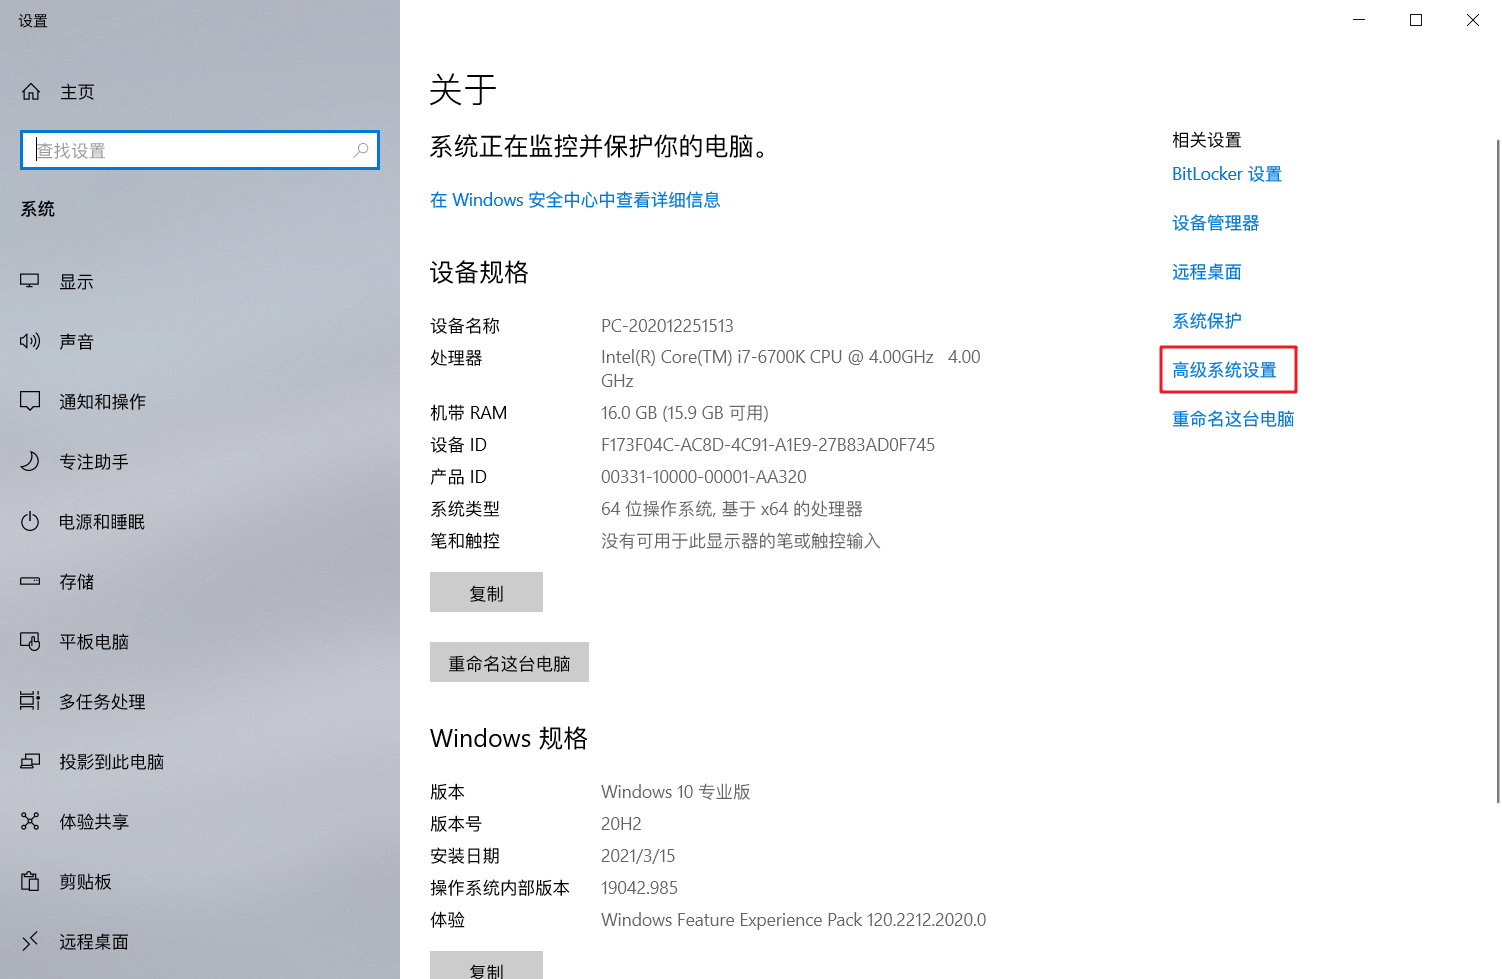 设置
主页
查找设置
系统
显示
声音
通知和操作
专注助手
电源和睡眠
存储
平板电脑
多任务处理
投影到此电脑
体验共享
剪贴板
远程桌面
关于
系统正在监控并保护你的电脑。
在 Windows 安全中心中查看详细信息
设备规格
设备名称 PC-202012251513
处理器 Intel(R) Core(TM) i7-6700K CPU @ 4.00GHz 4.00
GHz
机带 RAM 16.0 GB (15.9 GB 可用)
设备 ID F173F04C-AC8D-4C91-A1E9-27B83AD0F745
产品 ID 00331-10000-00001-AA320
系统类型 64 位操作系统, 基于 x64 的处理器
笔和触控 没有可用于此显示器的笔或触控输入
复制
重命名这台电脑
Windows 规格
版本 Windows 10 专业版
版本号 20H2
安装日期 2021/3/15
操作系统内部版本 19042.985
体验 Windows Feature Experience Pack 120.2212.2020.0
复制
相关设置
BitLocker 设置
设备管理器
远程桌面
系统保护
高级系统设置
重命名这台电脑